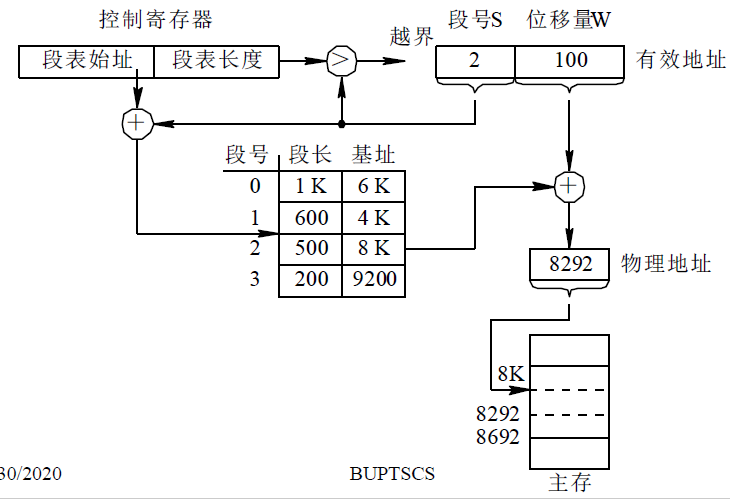 控制寄存器
段表始址 段表长度
>
越界
段号S 位移量W
2 100
有效地址
+
段号 段长 基址
0 1 K 6 K
1 600 4 K
2 500 8 K
3 200 9200
+
8292
物理地址
8K
8292
8692
主存
30/2020
BUPTSCS